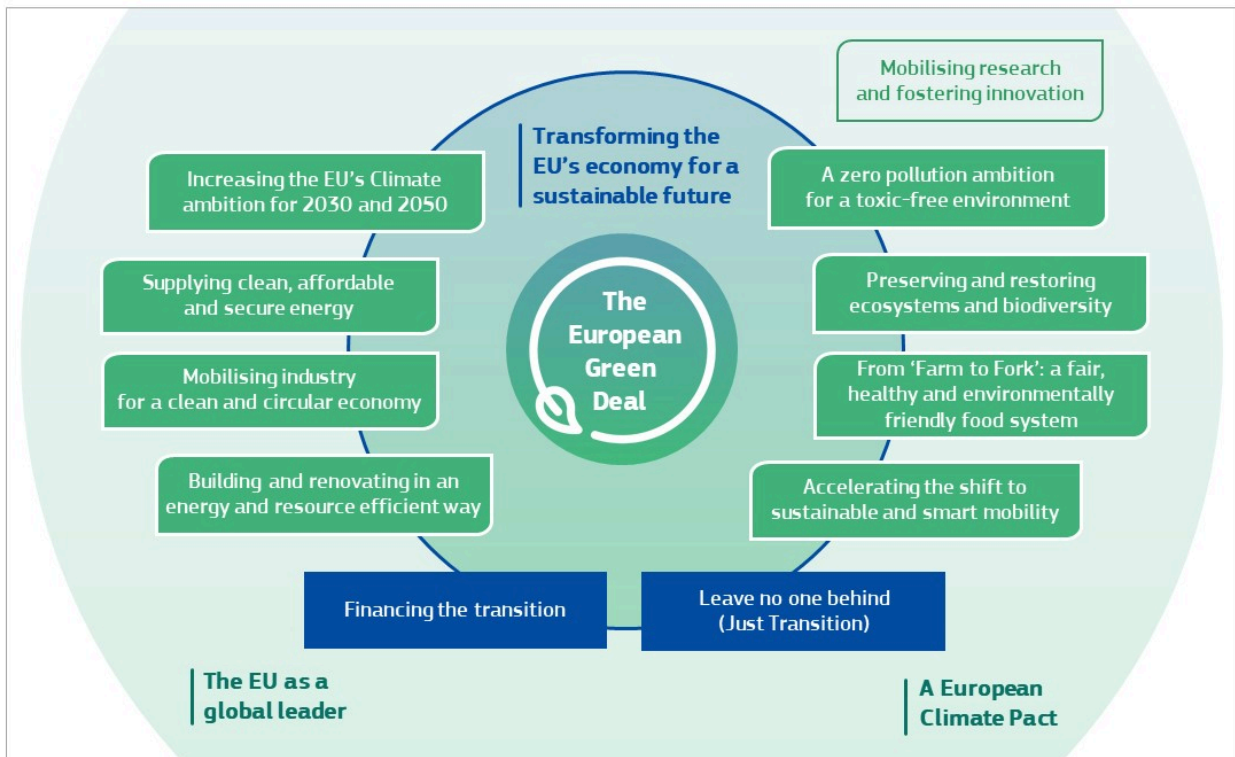 Mobilising research
and fostering innovation
Transforming the
EU's economy for a
sustainable future
Increasing the EU's Climate
ambition for 2030 and 2050
A zero pollution ambition
for a toxic-free environment
Supplying clean, affordable
and secure energy
Preserving and restoring
ecosystems and biodiversity
The
European
Green
Deal
Mobilising industry
for a clean and circular economy
From ‘Farm to Fork’: a fair,
healthy and environmentally
friendly food system
Building and renovating in an
energy and resource efficient way
Accelerating the shift to
sustainable and smart mobility
Financing the transition
Leave no one behind
(Just Transition)
The EU as a
global leader
A European
Climate Pact